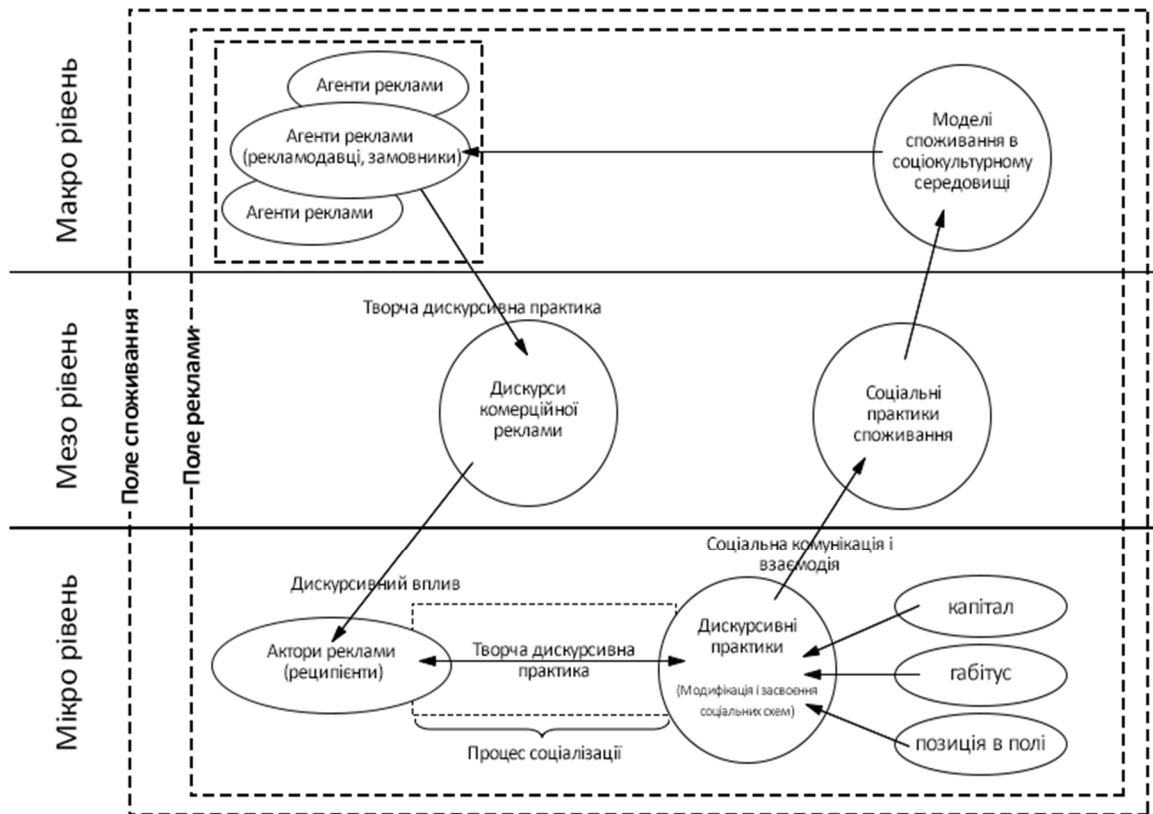 Макро рівень
Мезо рівень
Мікро рівень
Поле споживання
Поле реклами
Агенти реклами
Агенти реклами
(рекламодавці, замовники)
Агенти реклами
Моделі
споживання в
соціокультурному
середовищі
Творча дискурсивна практика
Дискурси
комерційної
реклами
Соціальні
практики
споживання
Дискурсивний вплив
Соціальна комунікація і
взаємодія
Актори реклами
(реципієнти)
Творча дискурсивна
практика
Процес соціалізації
Дискурсивні
практики
(Модифікація і засвоєння
соціальних схем)
капітал
габітус
позиція в полі